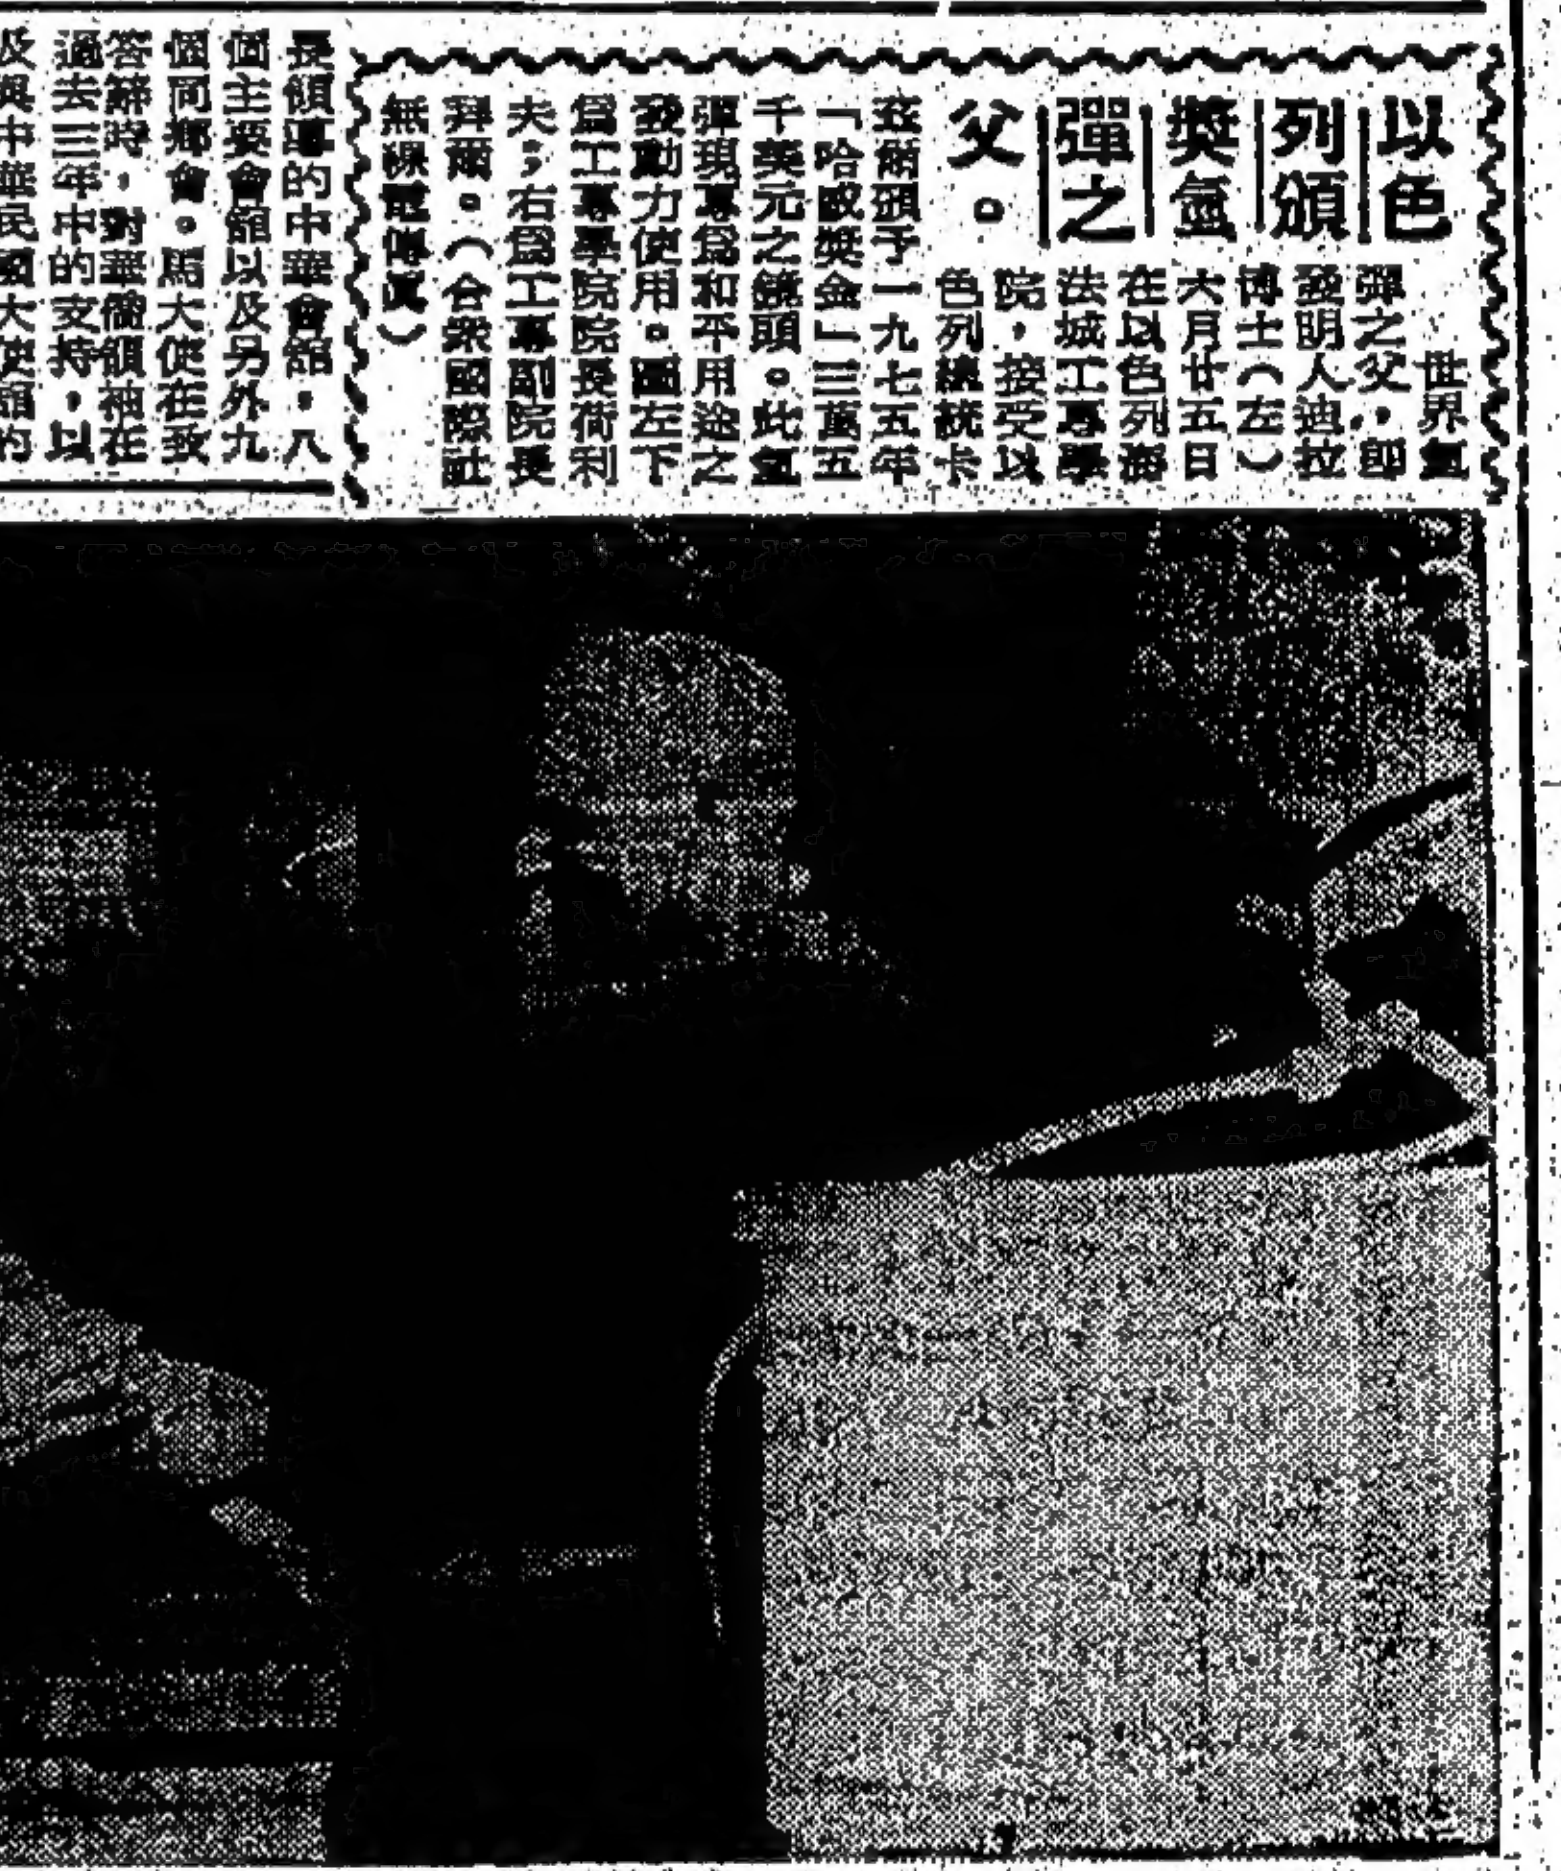 以色
列頒
獎氫
彈之
父。
世界氫
彈之父,即
發明人迪拉
博士(左)
六月廿五日
在以色列海
法城工專學
院,接受以
色列總統卡
茲爾頒予一九七五年
「哈威獎金」三萬五
千美元之鏡頭。此氫
彈現專爲和平用途之
發動力使用。圖左下
爲工專學院院長荷利
夫;右爲工專副院長
拜爾。(合衆國際社
無線電傳眞)
長領導的中華會館,八
個主要會館以及另外九
個同鄉會。馬大使在致
答辭時,對華僑領袖在
過去三年中的支持,以
及與中華民國大使館的